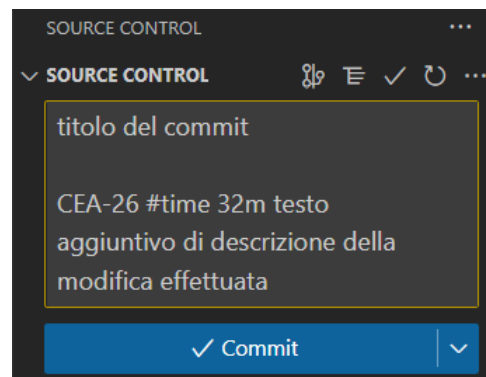 SOURCE CONTROL
SOURCE CONTROL
titolo del commit
CEA-26 #time 32m testo
aggiuntivo di descrizione della
modifica effettuata
Commit